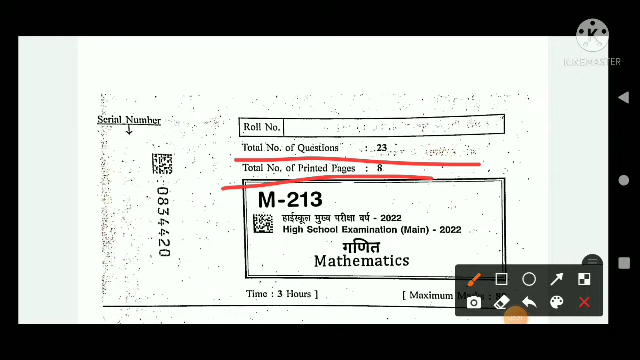 KINEMASTER
Serial Number
Roll No.
Total No. of Questions : 23
Total No. of Printed Pages : 8
0834420
M-213
हाईस्कूल मुख्य परीक्षा वर्ष - 2022
High School Examination (Main) - 2022
गणित
Mathematics
Time : 3 Hours ]
[ Maximum